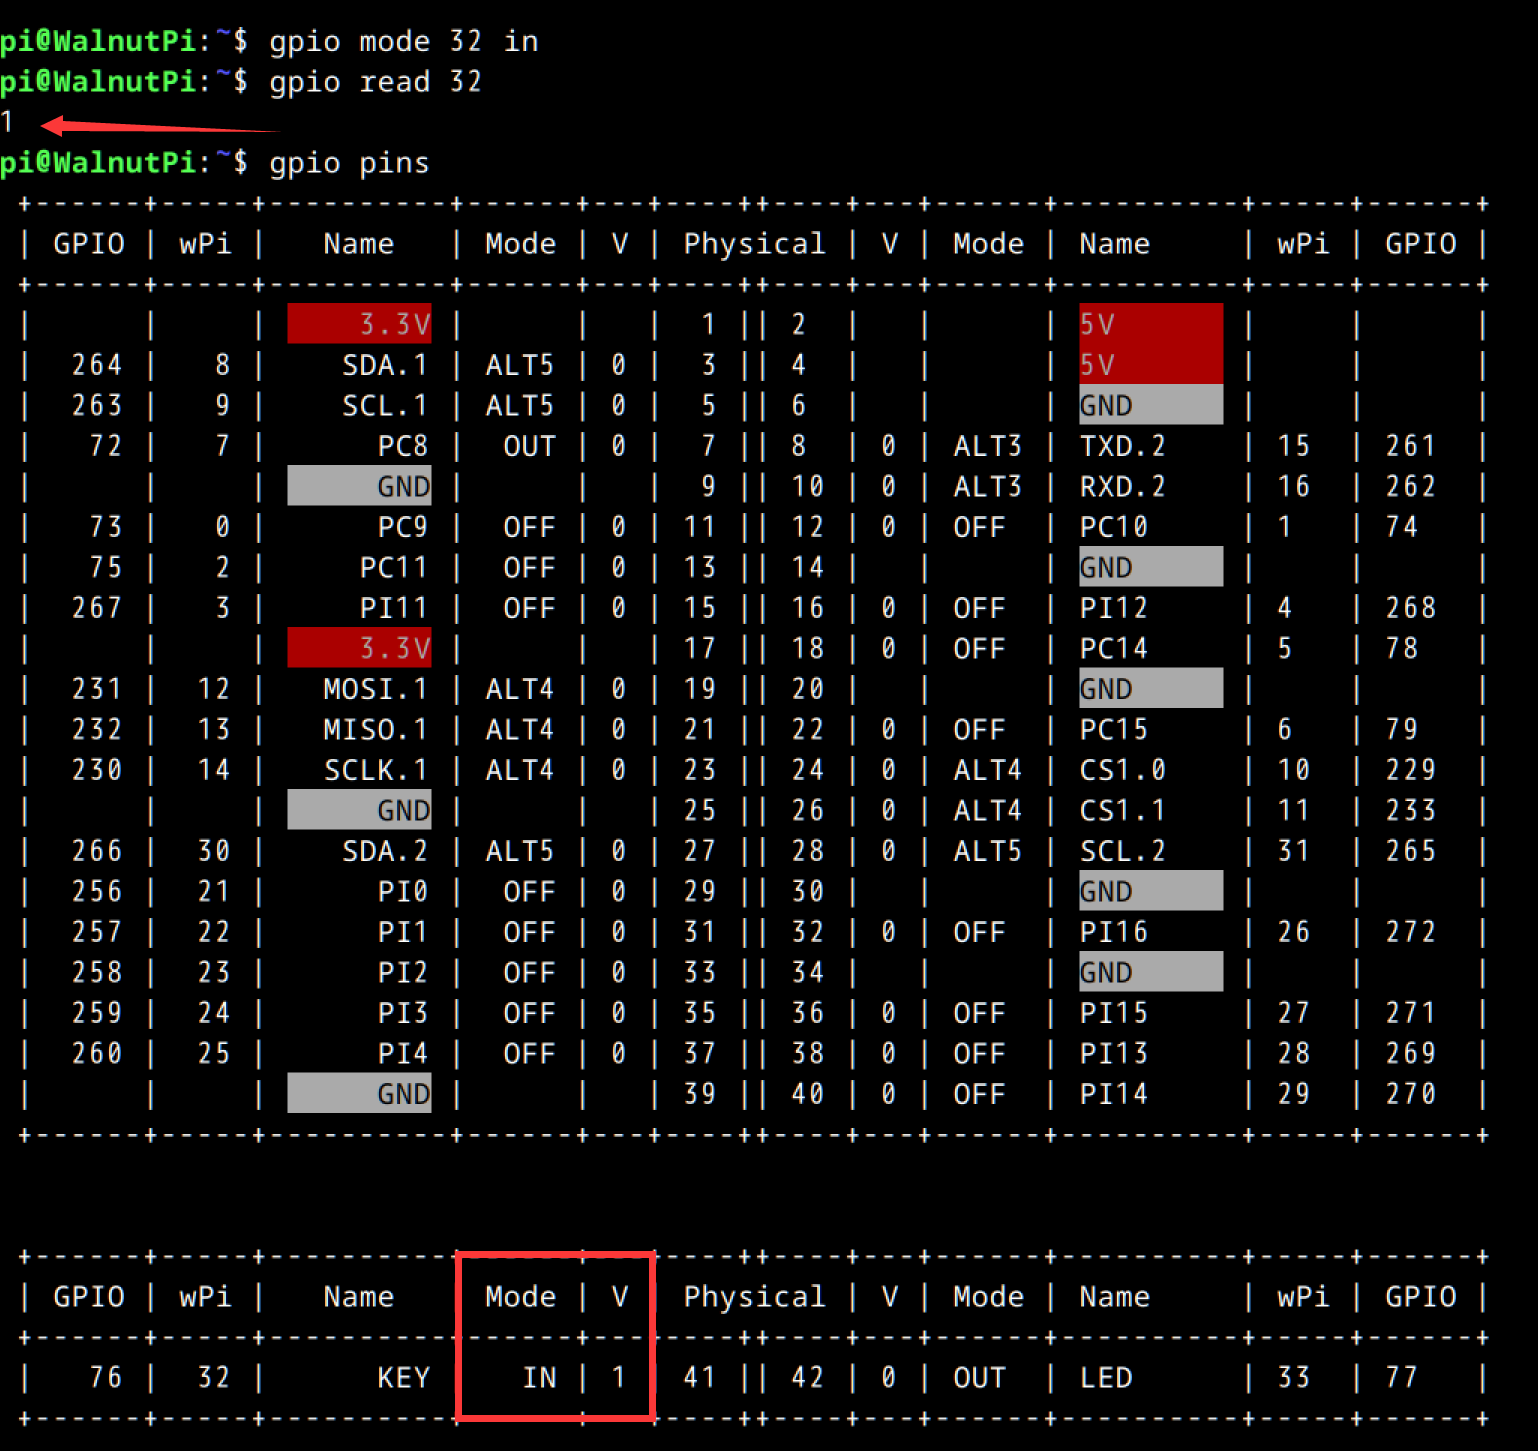 pi@WalnutPi:~$ gpio mode 32 in
pi@WalnutPi:~$ gpio read 32
1
pi@WalnutPi:~$ gpio pins
+------+-----+----------+------+---+----++----+---+------+----------+-----+------+
| GPIO | wPi |   Name   | Mode | V | Physical | V | Mode | Name     | wPi | GPIO |
+------+-----+----------+------+---+----++----+---+------+----------+-----+------+
|      |     |     3.3V |      |   |  1 || 2  |   |      | 5V       |     |      |
|  264 |   8 |    SDA.1 | ALT5 | 0 |  3 || 4  |   |      | 5V       |     |      |
|  263 |   9 |    SCL.1 | ALT5 | 0 |  5 || 6  |   |      | GND      |     |      |
|   72 |   7 |      PC8 |  OUT | 0 |  7 || 8  | 0 | ALT3 | TXD.2    | 15  | 261  |
|      |     |      GND |      |   |  9 || 10 | 0 | ALT3 | RXD.2    | 16  | 262  |
|   73 |   0 |      PC9 |  OFF | 0 | 11 || 12 | 0 | OFF  | PC10     | 1   | 74   |
|   75 |   2 |     PC11 |  OFF | 0 | 13 || 14 |   |      | GND      |     |      |
|  267 |   3 |     PI11 |  OFF | 0 | 15 || 16 | 0 | OFF  | PI12     | 4   | 268  |
|      |     |     3.3V |      |   | 17 || 18 | 0 | OFF  | PC14     | 5   | 78   |
|  231 |  12 |   MOSI.1 | ALT4 | 0 | 19 || 20 |   |      | GND      |     |      |
|  232 |  13 |   MISO.1 | ALT4 | 0 | 21 || 22 | 0 | OFF  | PC15     | 6   | 79   |
|  230 |  14 |   SCLK.1 | ALT4 | 0 | 23 || 24 | 0 | ALT4 | CS1.0    | 10  | 229  |
|      |     |      GND |      |   | 25 || 26 | 0 | ALT4 | CS1.1    | 11  | 233  |
|  266 |  30 |    SDA.2 | ALT5 | 0 | 27 || 28 | 0 | ALT5 | SCL.2    | 31  | 265  |
|  256 |  21 |      PI0 |  OFF | 0 | 29 || 30 |   |      | GND      |     |      |
|  257 |  22 |      PI1 |  OFF | 0 | 31 || 32 | 0 | OFF  | PI16     | 26  | 272  |
|  258 |  23 |      PI2 |  OFF | 0 | 33 || 34 |   |      | GND      |     |      |
|  259 |  24 |      PI3 |  OFF | 0 | 35 || 36 | 0 | OFF  | PI15     | 27  | 271  |
|  260 |  25 |      PI4 |  OFF | 0 | 37 || 38 | 0 | OFF  | PI13     | 28  | 269  |
|      |     |      GND |      |   | 39 || 40 | 0 | OFF  | PI14     | 29  | 270  |
+------+-----+----------+------+---+----++----+---+------+----------+-----+------+
+------+-----+----------+------+---+----++----+---+------+----------+-----+------+
| GPIO | wPi |   Name   | Mode | V | Physical | V | Mode | Name     | wPi | GPIO |
+------+-----+----------+------+---+----++----+---+------+----------+-----+------+
|   76 |  32 |      KEY |   IN | 1 | 41 || 42 | 0 | OUT  | LED      | 33  | 77   |
+------+-----+----------+------+---+----++----+---+------+----------+-----+------+